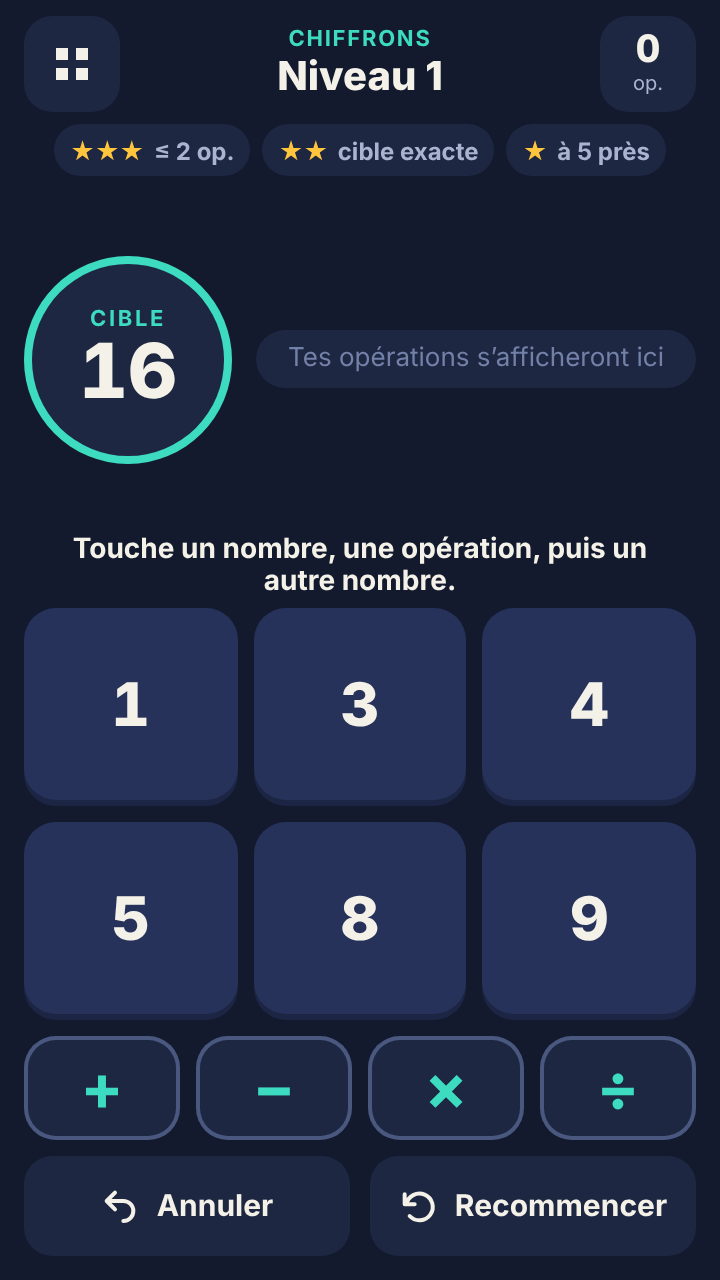 CHIFFRONS
Niveau 1
0
op.
★★★ ≤ 2 op.
★★ cible exacte
★ à 5 près
CIBLE
16
Tes opérations s’afficheront ici
Touche un nombre, une opération, puis un
autre nombre.
1 3 4
5 8 9
+ − × ÷
Annuler Recommencer